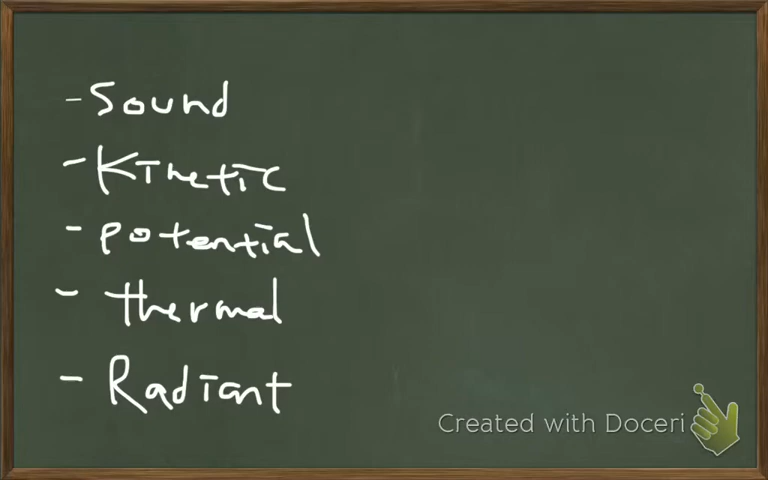 - Sound
- Kinetic
- potential
- thermal
- Radiant
Created with Doceri